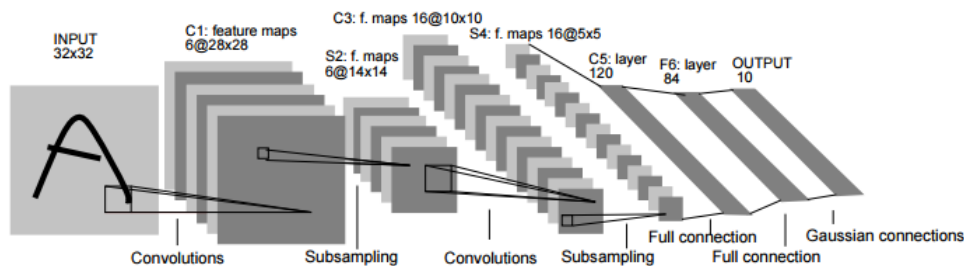 INPUT
32x32
C1: feature maps
6@28x28
S2: f. maps
6@14x14
C3: f. maps 16@10x10
S4: f. maps 16@5x5
C5: layer
120
F6: layer
84
OUTPUT
10
Convolutions
Subsampling
Convolutions
Subsampling
Full connection
Full connection
Gaussian connections